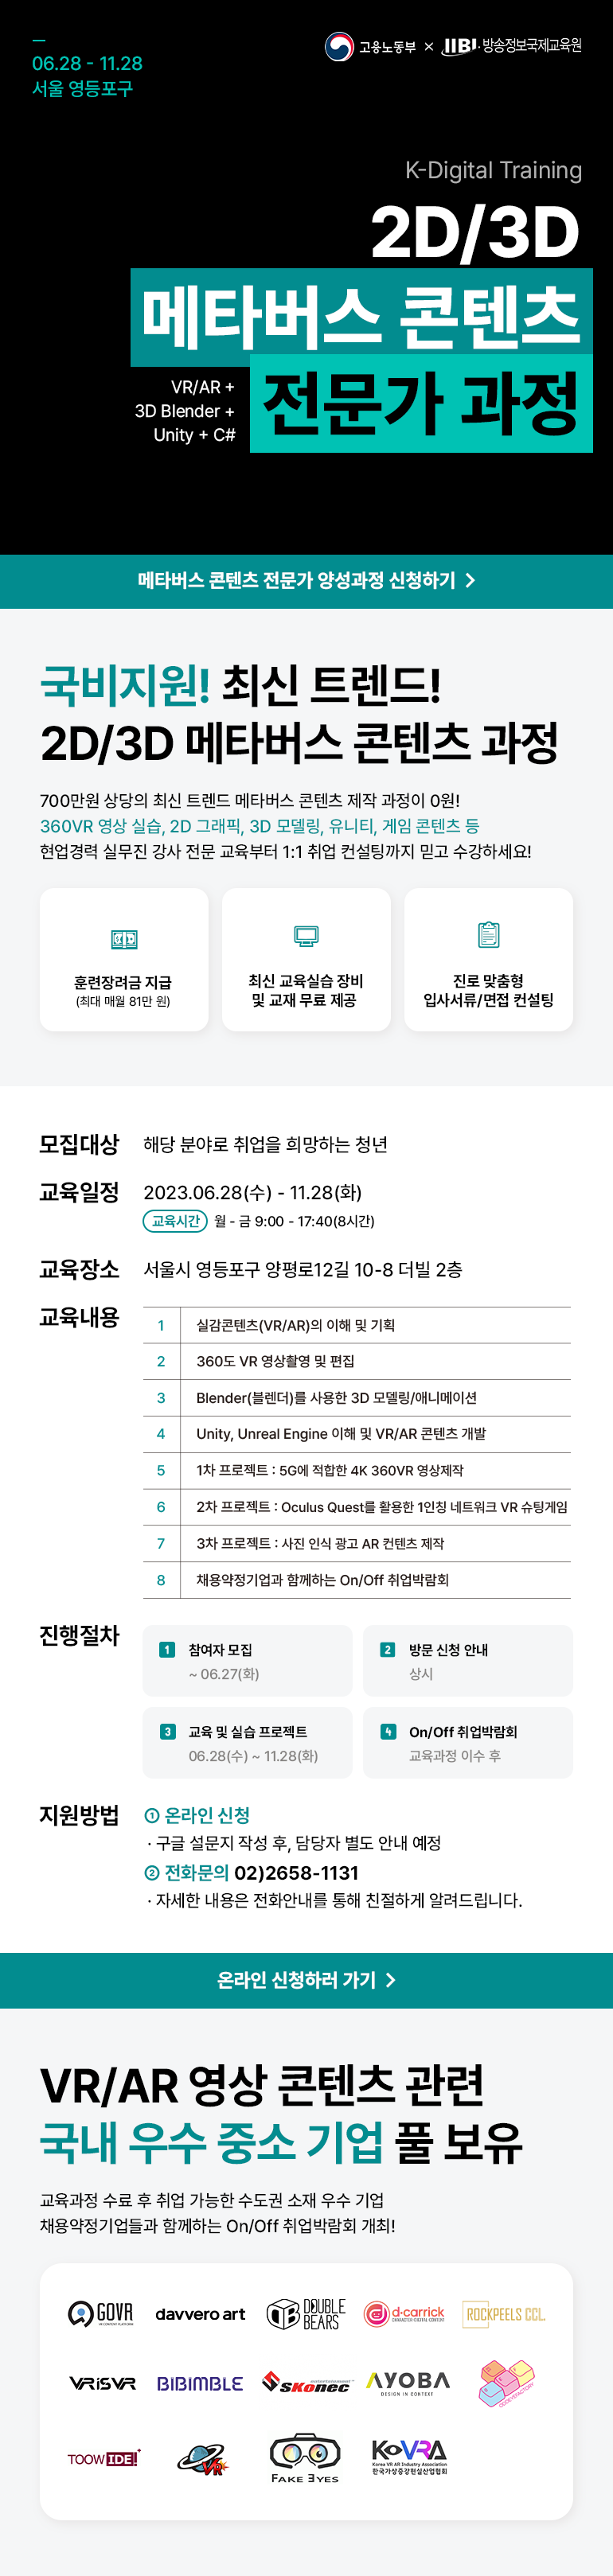 06.28 - 11.28
서울 영등포구
고용노동부 × IIBI 방송정보국제교육원
K-Digital Training
2D/3D
메타버스 콘텐츠
전문가 과정
VR/AR +
3D Blender +
Unity + C#
메타버스 콘텐츠 전문가 양성과정 신청하기 >
국비지원! 최신 트렌드!
2D/3D 메타버스 콘텐츠 과정
700만원 상당의 최신 트렌드 메타버스 콘텐츠 제작 과정이 0원!
360VR 영상 실습, 2D 그래픽, 3D 모델링, 유니티, 게임 콘텐츠 등
현업경력 실무진 강사 전문 교육부터 1:1 취업 컨설팅까지 믿고 수강하세요!
훈련장려금 지급
(최대 매월 81만 원)
최신 교육실습 장비
및 교재 무료 제공
진로 맞춤형
입사서류/면접 컨설팅
모집대상 해당 분야로 취업을 희망하는 청년
교육일정 2023.06.28(수) - 11.28(화)
교육시간 월 - 금 9:00 - 17:40(8시간)
교육장소 서울시 영등포구 양평로12길 10-8 더빌 2층
교육내용
1 실감콘텐츠(VR/AR)의 이해 및 기획
2 360도 VR 영상촬영 및 편집
3 Blender(블렌더)를 사용한 3D 모델링/애니메이션
4 Unity, Unreal Engine 이해 및 VR/AR 콘텐츠 개발
5 1차 프로젝트 : 5G에 적합한 4K 360VR 영상제작
6 2차 프로젝트 : Oculus Quest를 활용한 1인칭 네트워크 VR 슈팅게임
7 3차 프로젝트 : 사진 인식 광고 AR 컨텐츠 제작
8 채용약정기업과 함께하는 On/Off 취업박람회
진행절차
1 참여자 모집
~ 06.27(화)
2 방문 신청 안내
상시
3 교육 및 실습 프로젝트
06.28(수) ~ 11.28(화)
4 On/Off 취업박람회
교육과정 이수 후
지원방법 ① 온라인 신청
· 구글 설문지 작성 후, 담당자 별도 안내 예정
② 전화문의 02)2658-1131
· 자세한 내용은 전화안내를 통해 친절하게 알려드립니다.
온라인 신청하러 가기 >
VR/AR 영상 콘텐츠 관련
국내 우수 중소 기업 풀 보유
교육과정 수료 후 취업 가능한 수도권 소재 우수 기업
채용약정기업들과 함께하는 On/Off 취업박람회 개최!
GOVR
davvero art
DOUBLE
BEARS
d·carrick
ROCKPEELS CCL.
VRISVR
BIBIMBLE
SKonec
AYOBA
DESIGN IN CONTEXT
TOOW IDE!
VR
FAKE EYES
KOVRA
Korea VR AR Industry Association
한국가상증강현실산업협회